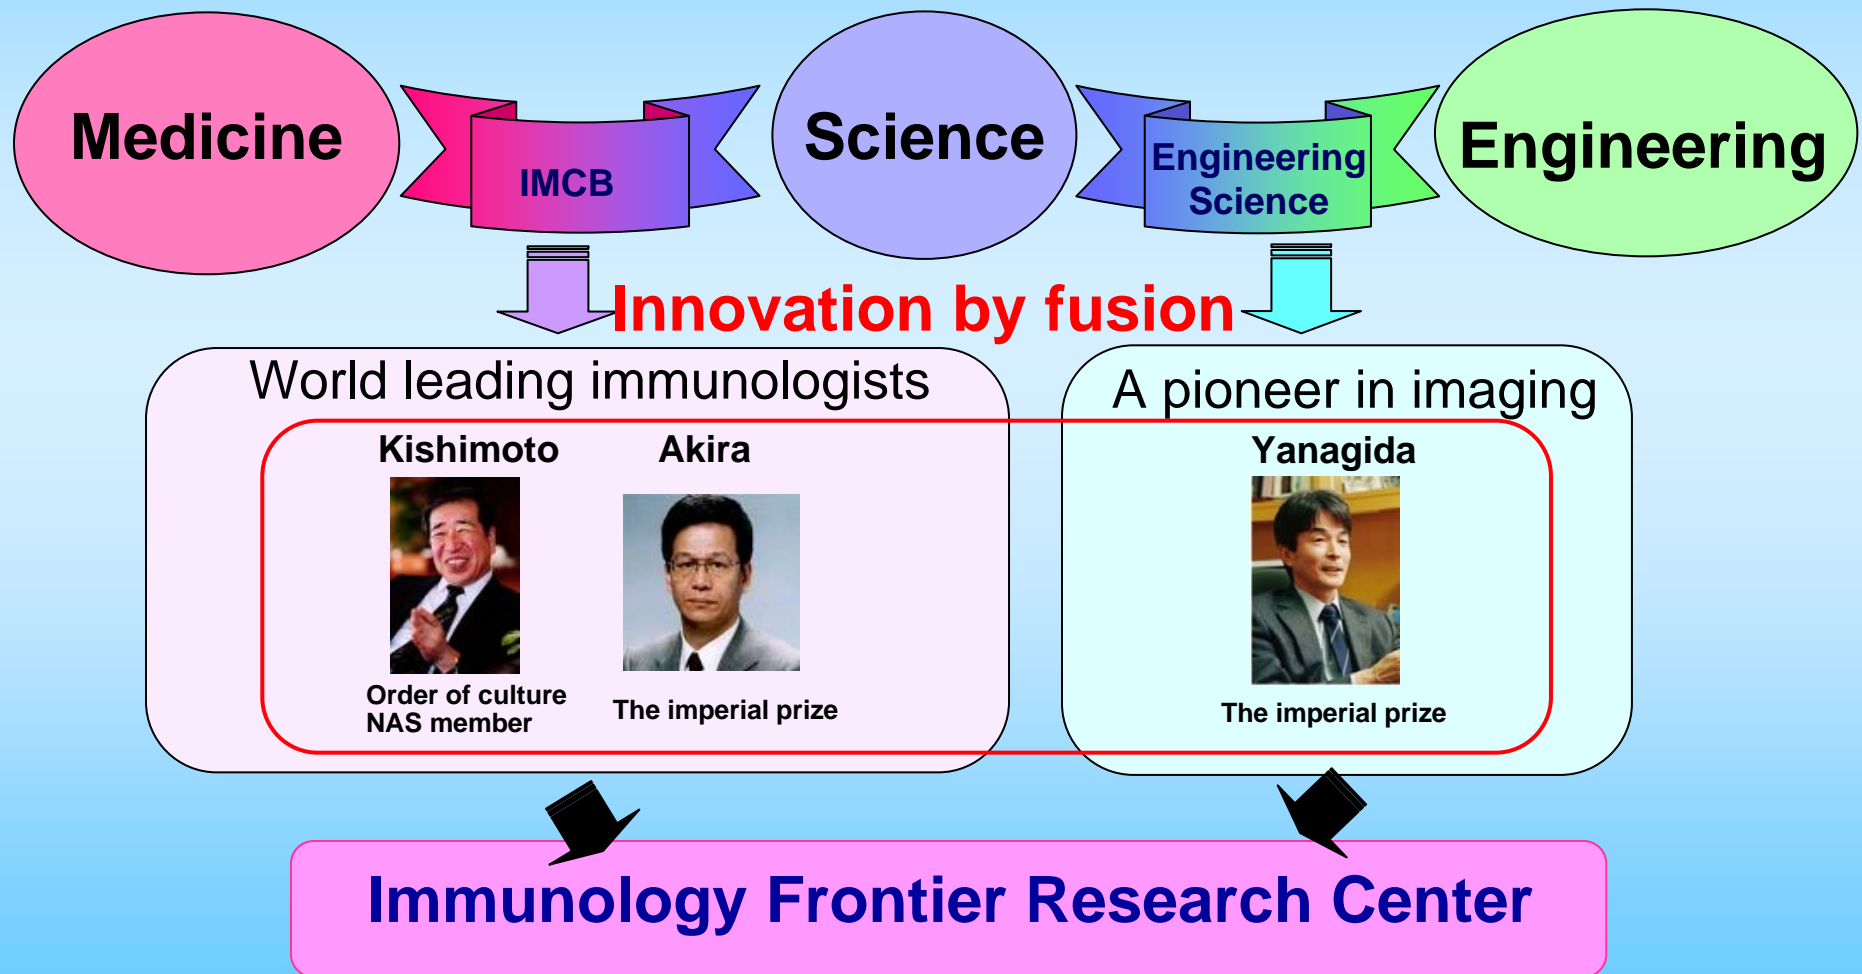 Medicine
IMCB
Science
Engineering
Science
Engineering
Innovation by fusion
World leading immunologists
Kishimoto
Akira
Order of culture
NAS member
The imperial prize
A pioneer in imaging
Yanagida
The imperial prize
Immunology Frontier Research Center